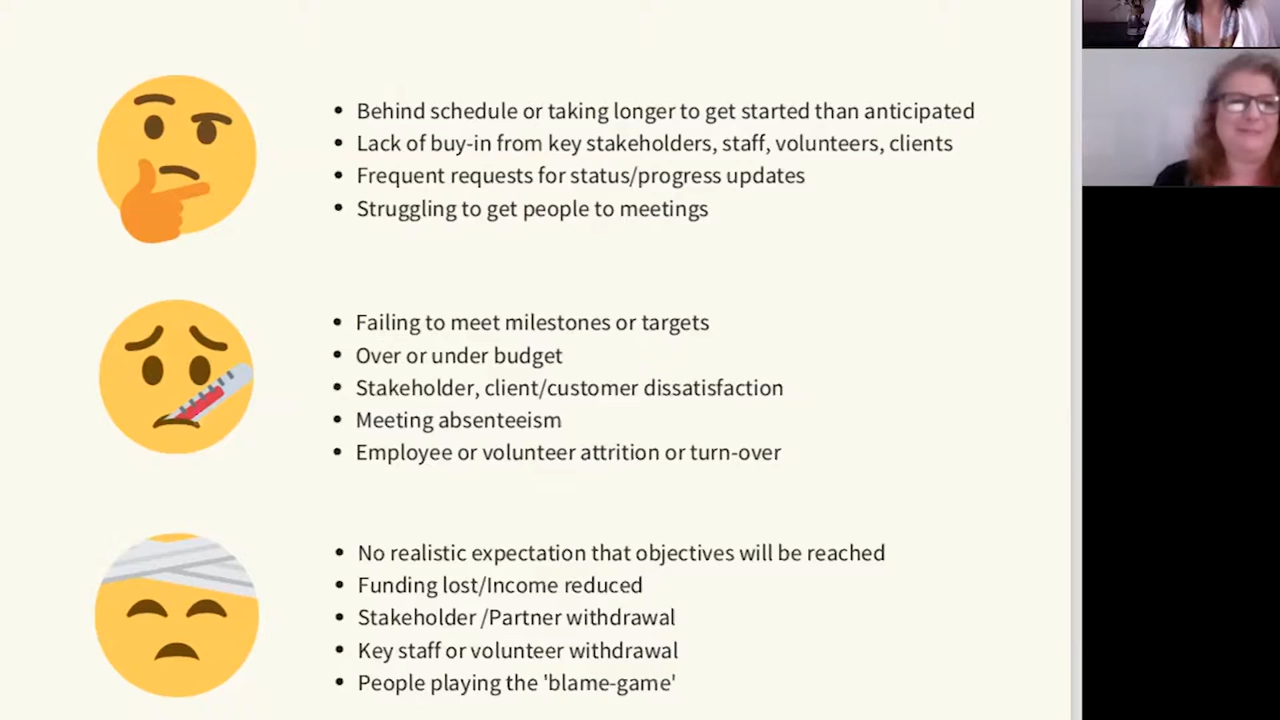 • Behind schedule or taking longer to get started than anticipated
• Lack of buy-in from key stakeholders, staff, volunteers, clients
• Frequent requests for status/progress updates
• Struggling to get people to meetings
• Failing to meet milestones or targets
• Over or under budget
• Stakeholder, client/customer dissatisfaction
• Meeting absenteeism
• Employee or volunteer attrition or turn-over
• No realistic expectation that objectives will be reached
• Funding lost/Income reduced
• Stakeholder /Partner withdrawal
• Key staff or volunteer withdrawal
• People playing the 'blame-game'